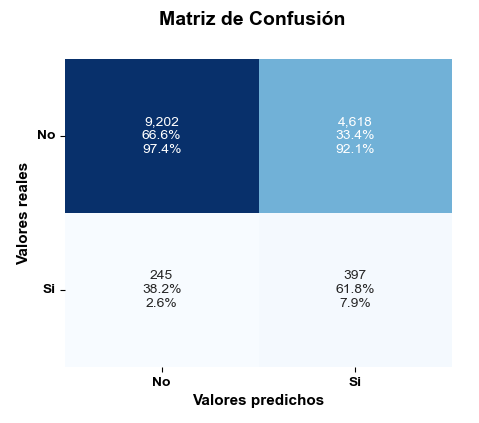 Matriz de Confusión
Valores reales
No
9,202
66.6%
97.4%
4,618
33.4%
92.1%
Si
245
38.2%
2.6%
397
61.8%
7.9%
No
Si
Valores predichos